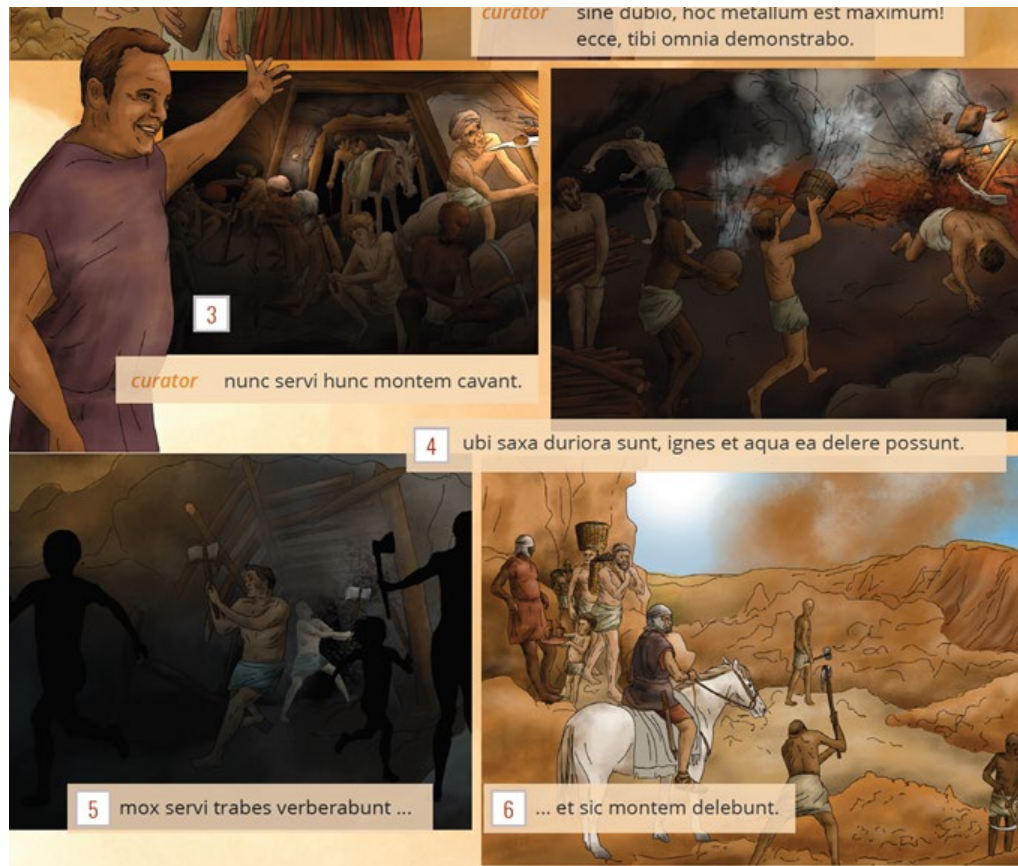 curator sine dubio, hoc metallum est maximum!
ecce, tibi omnia demonstrabo.
3
curator nunc servi hunc montem cavant.
4 ubi saxa duriora sunt, ignes et aqua ea delere possunt.
5 mox servi trabes verberabunt ...
6 ... et sic montem delebunt.